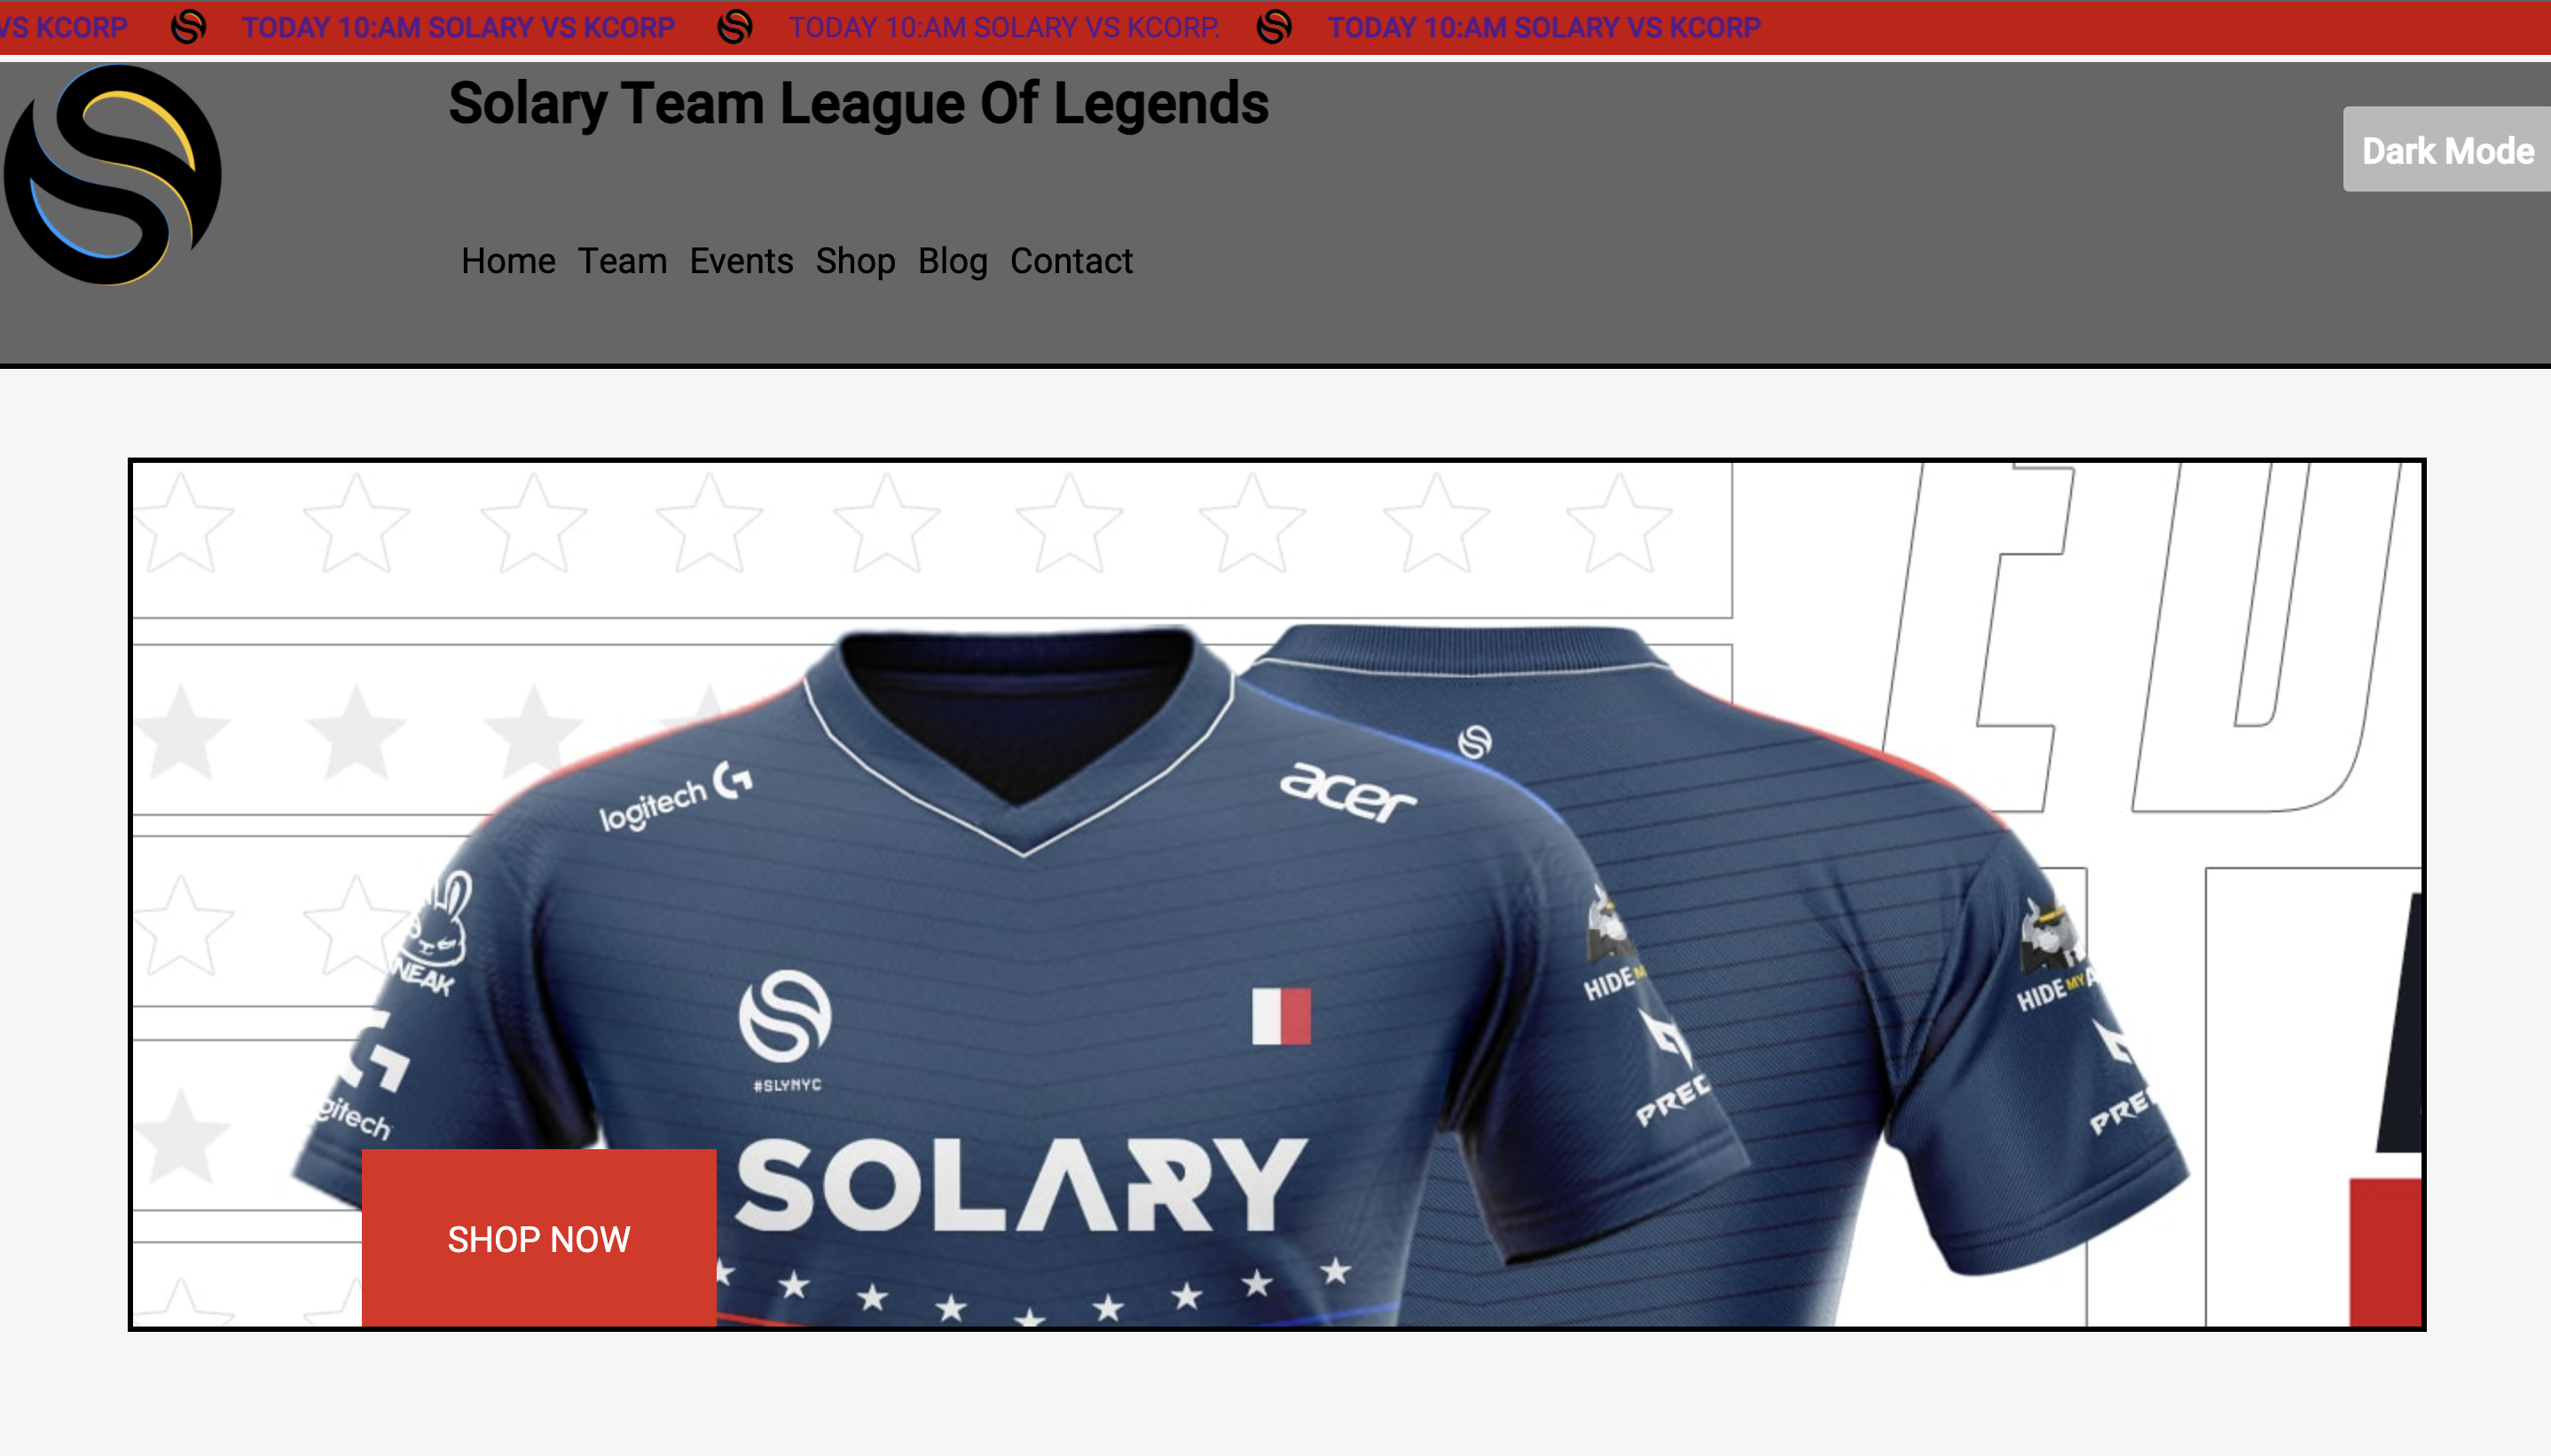 VS KCORP TODAY 10:AM SOLARY VS KCORP TODAY 10:AM SOLARY VS KCORP. TODAY 10:AM SOLARY VS KCORP
Solary Team League Of Legends
Dark Mode
Home Team Events Shop Blog Contact
ED
logitech G
acer
NEAK
HIDE M
HIDE MY A
#SLYNYC
PRED
PRE
G
gitech
SOLARY
SHOP NOW